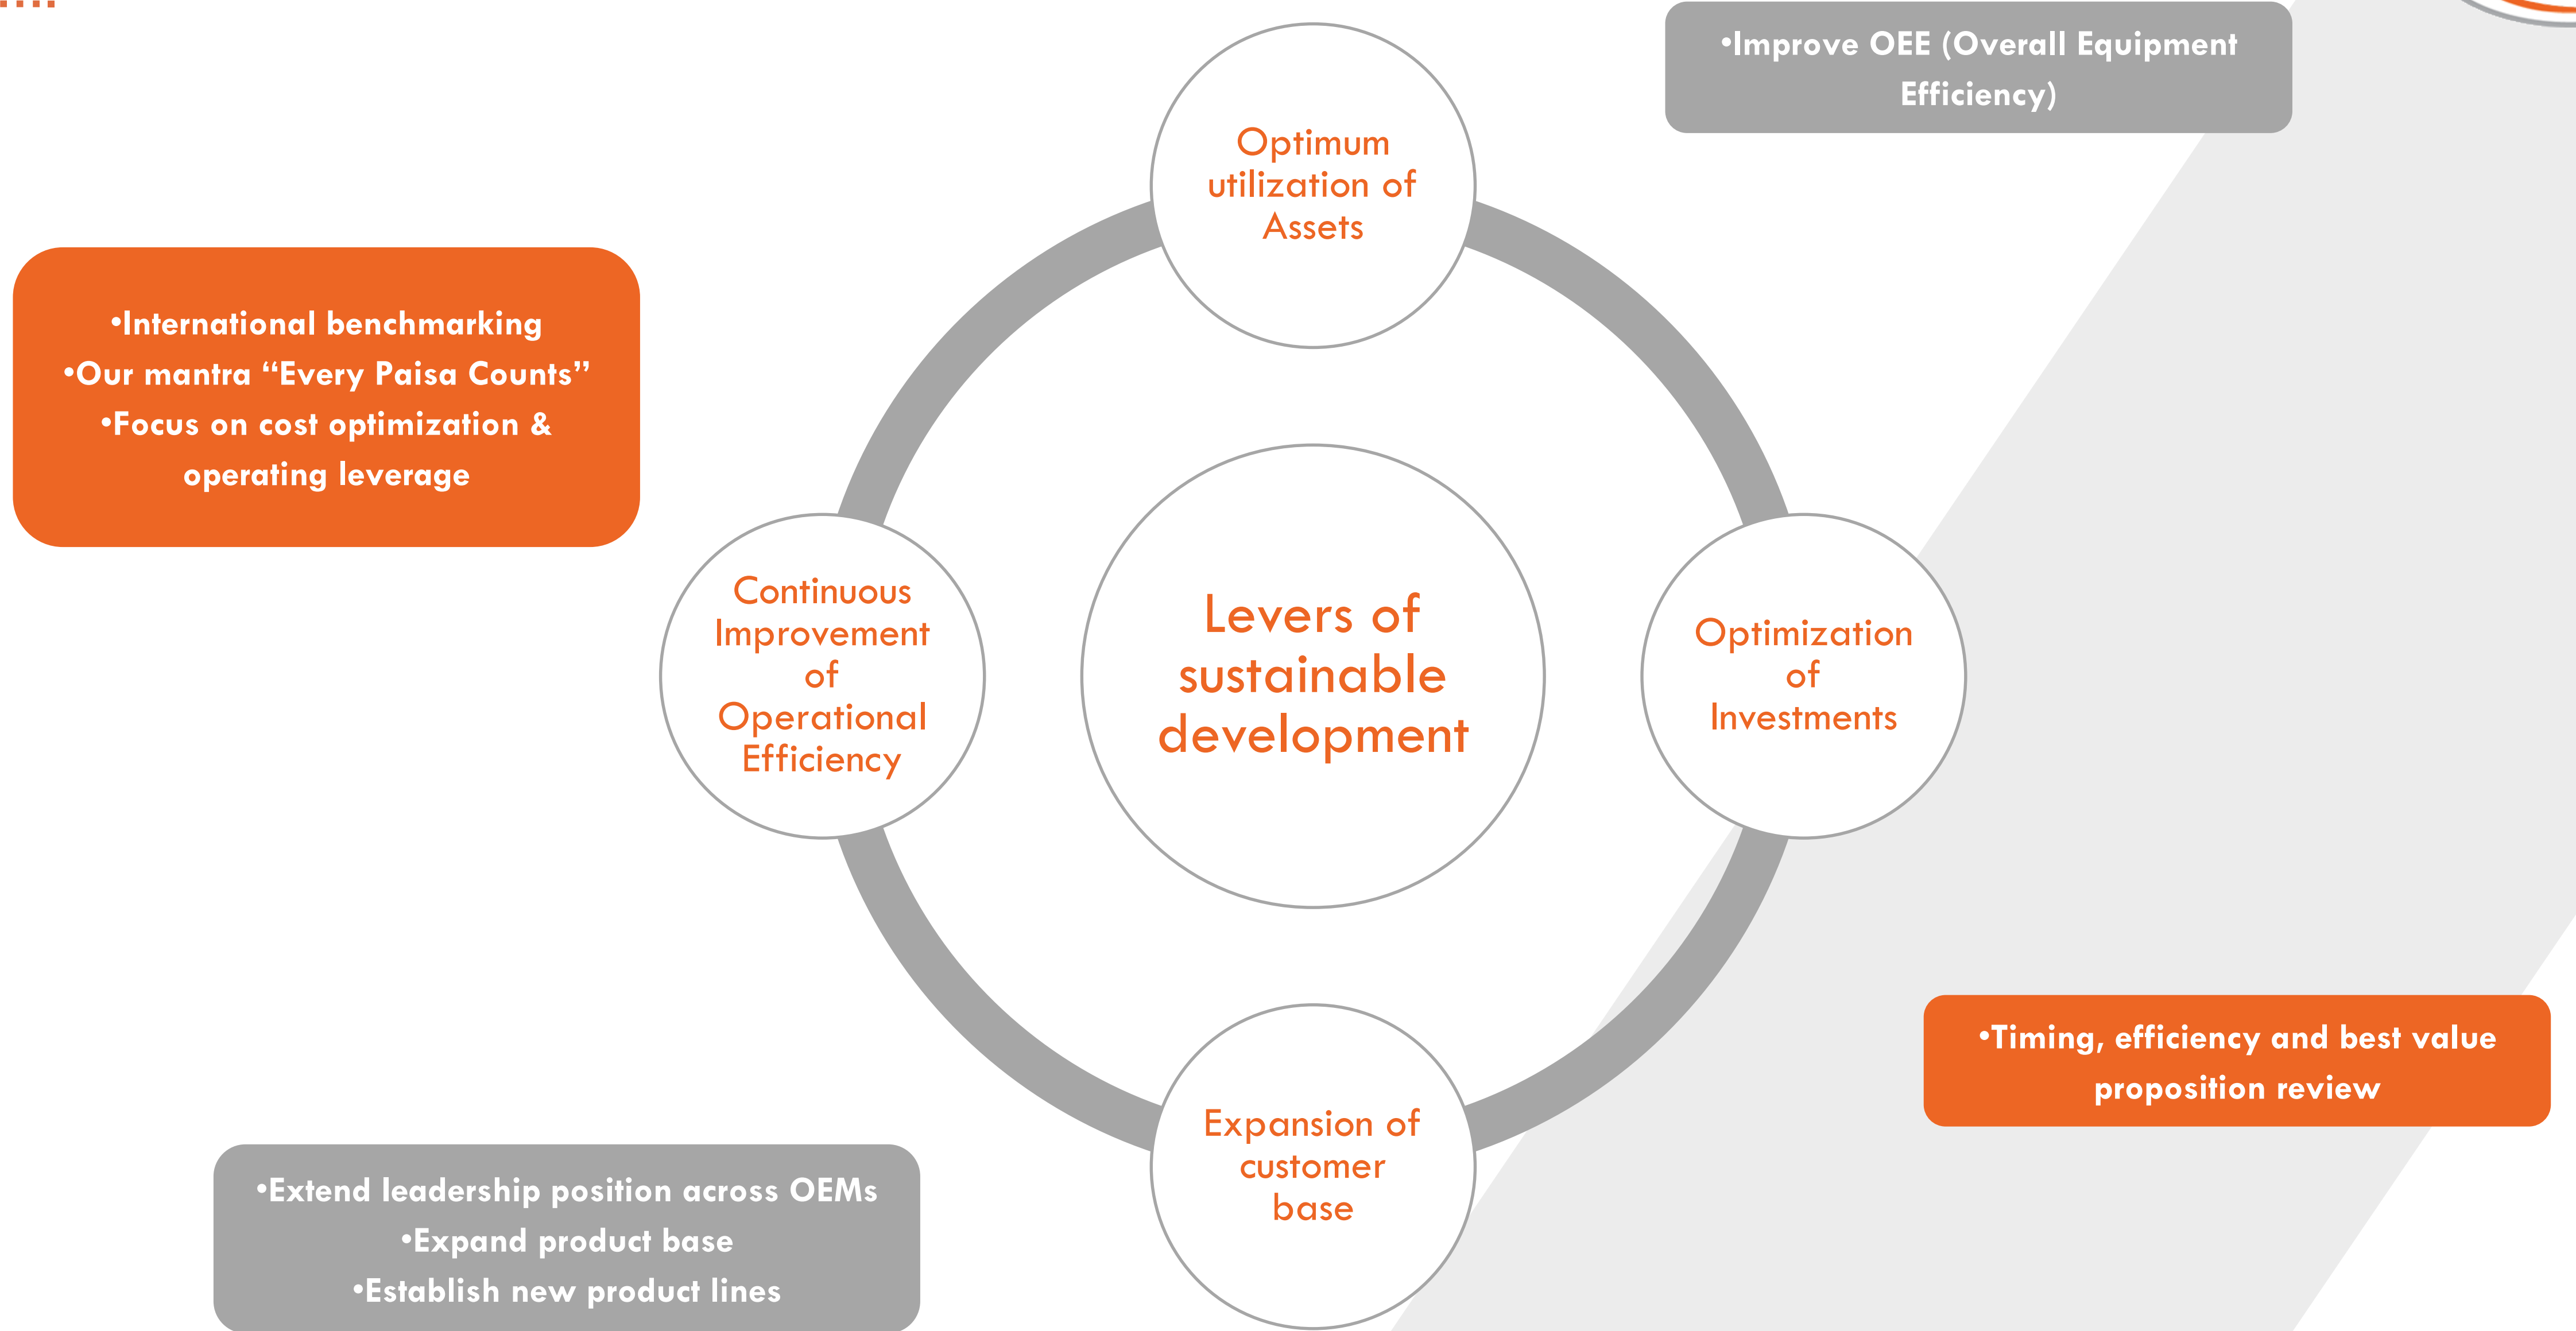 •Improve OEE (Overall Equipment
Efficiency)
Optimum
utilization of
Assets
•International benchmarking
•Our mantra “Every Paisa Counts”
•Focus on cost optimization &
operating leverage
Continuous
Improvement
of
Operational
Efficiency
Levers of
sustainable
development
Optimization
of
Investments
•Timing, efficiency and best value
proposition review
Expansion of
customer
base
•Extend leadership position across OEMs
•Expand product base
•Establish new product lines